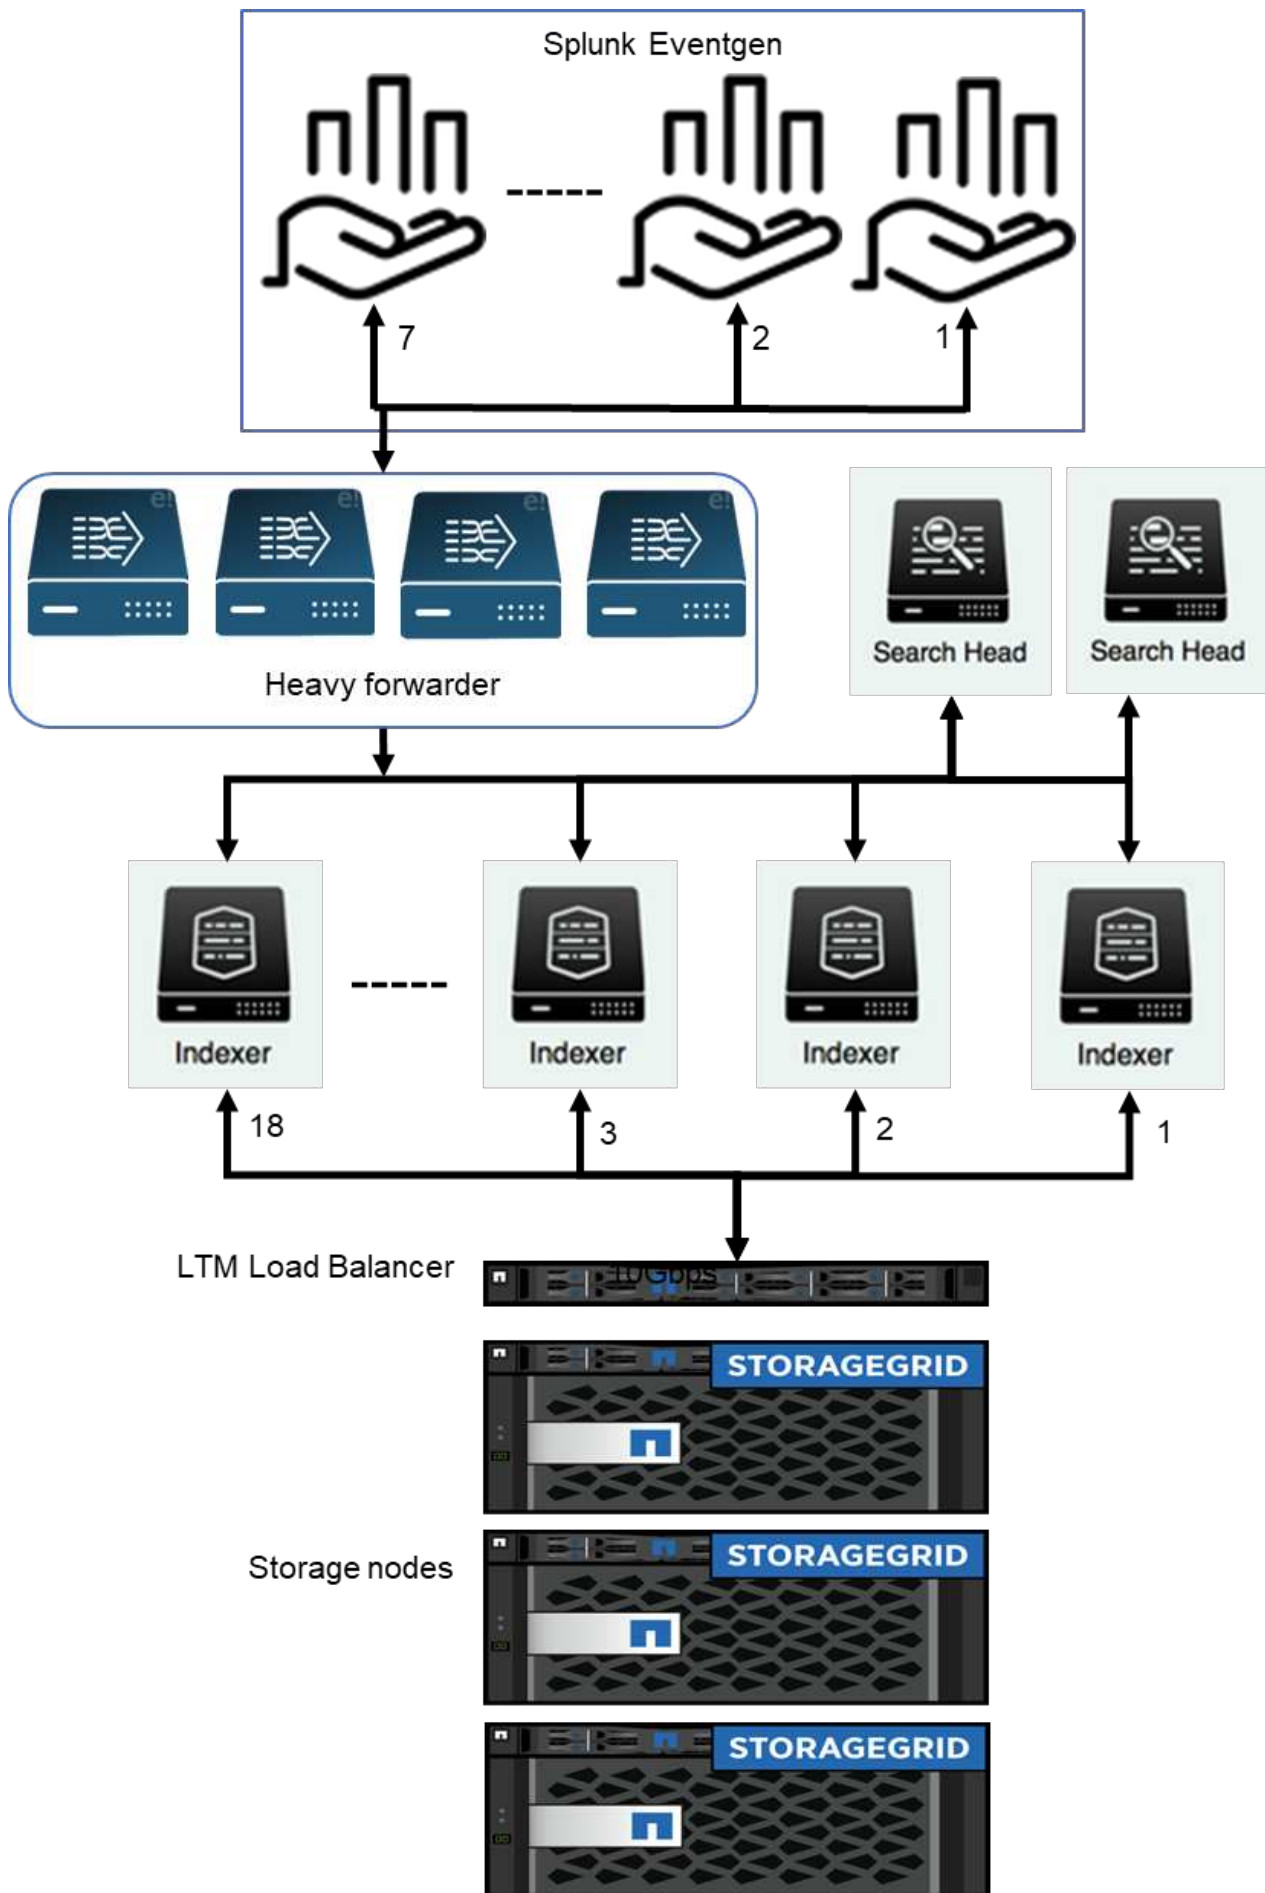 Splunk Eventgen
7
2
1
e!
e!
e!
e!
Heavy forwarder
Search Head
Search Head
Indexer
Indexer
Indexer
Indexer
18
3
2
1
LTM Load Balancer
10Gbps
STORAGEGRID
Storage nodes
STORAGEGRID
STORAGEGRID